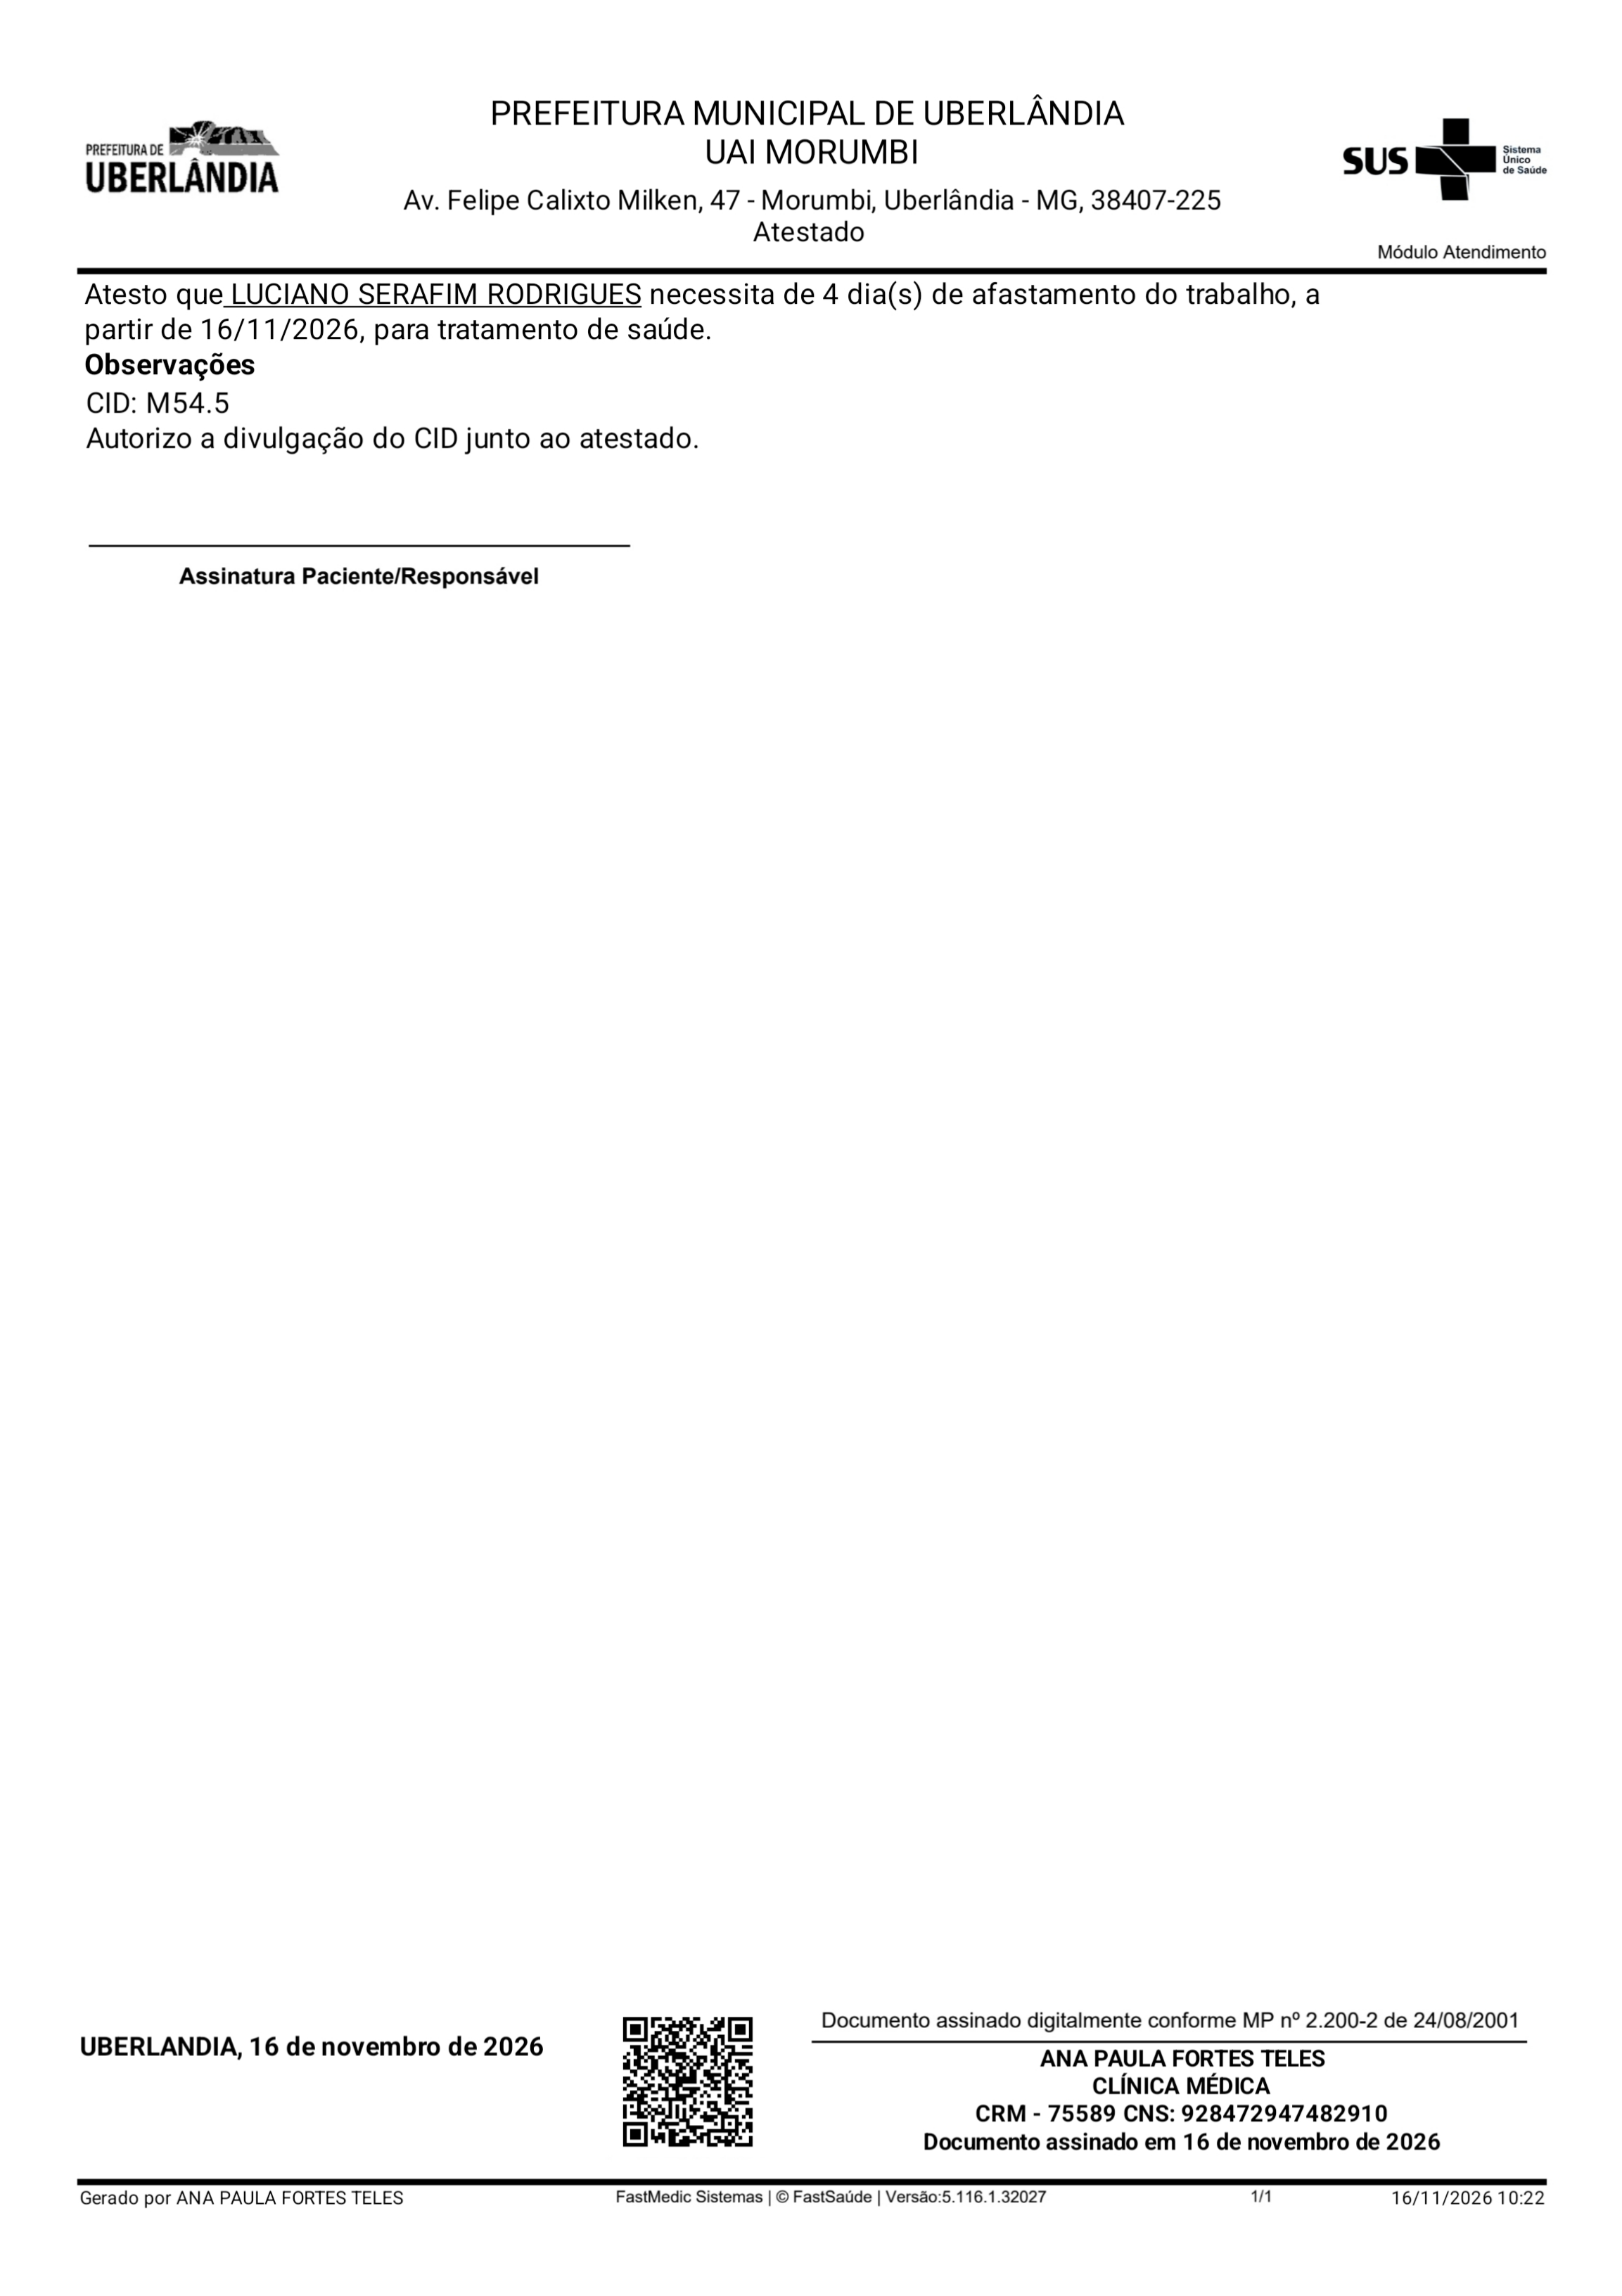 PREFEITURA MUNICIPAL DE UBERLÂNDIA
UAI MORUMBI
PREFEITURA DE
UBERLÂNDIA
SUS
Sistema
Único
de Saúde
Av. Felipe Calixto Milken, 47 - Morumbi, Uberlândia - MG, 38407-225
Atestado
Módulo Atendimento
Atesto que LUCIANO SERAFIM RODRIGUES necessita de 4 dia(s) de afastamento do trabalho, a
partir de 16/11/2026, para tratamento de saúde.
Observações
CID: M54.5
Autorizo a divulgação do CID junto ao atestado.
Assinatura Paciente/Responsável
UBERLANDIA, 16 de novembro de 2026
Documento assinado digitalmente conforme MP nº 2.200-2 de 24/08/2001
ANA PAULA FORTES TELES
CLÍNICA MÉDICA
CRM - 75589 CNS: 928472947482910
Documento assinado em 16 de novembro de 2026
Gerado por ANA PAULA FORTES TELES
FastMedic Sistemas | © FastSaúde | Versão:5.116.1.32027
1/1
16/11/2026 10:22